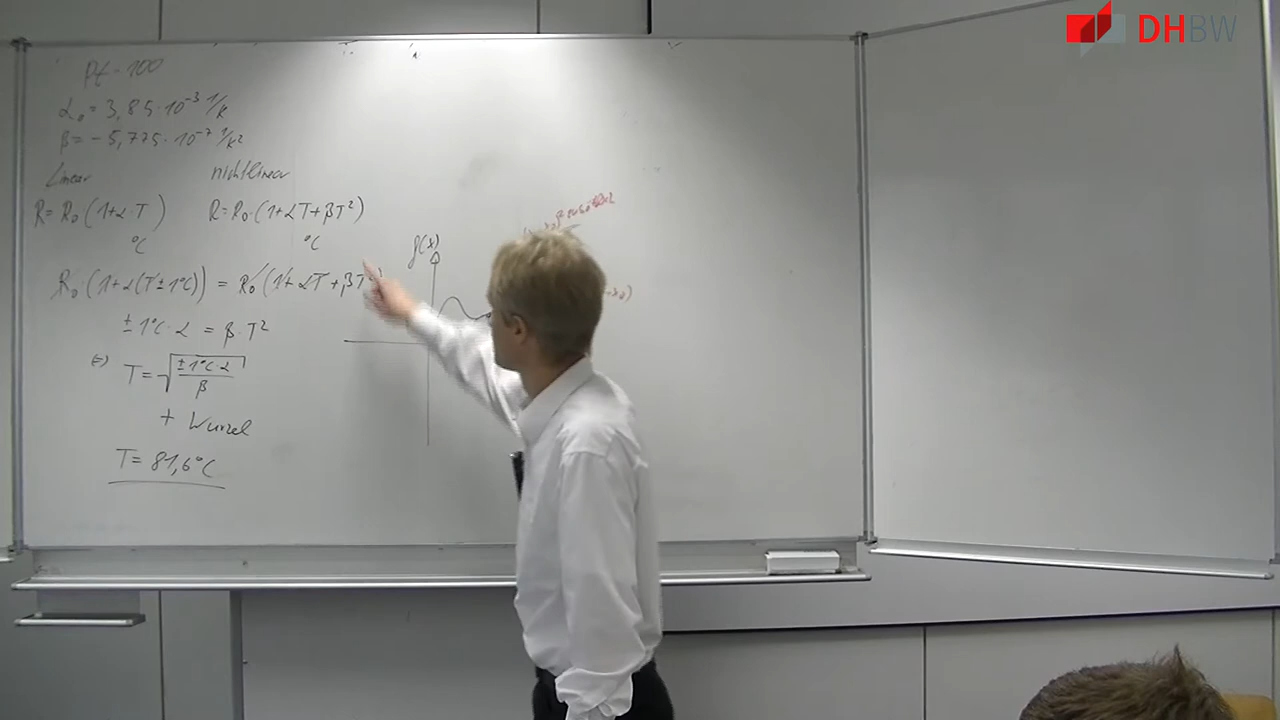 DHBW
Pt-100
α₀ = 3,85·10⁻³ 1/K
β = -5,775·10⁻⁷ 1/K²
Linear nichtlinear
R=R₀·(1+α·T) R=R₀·(1+αT+βT²)
°C °C
R₀·(1+α(T±1°C)) = R₀(1+αT+βT²)
±1°C·α = β·T²
(=) T=√(±1°C·α / β)
+ Wurzel
T= 81,6°C
f(x)